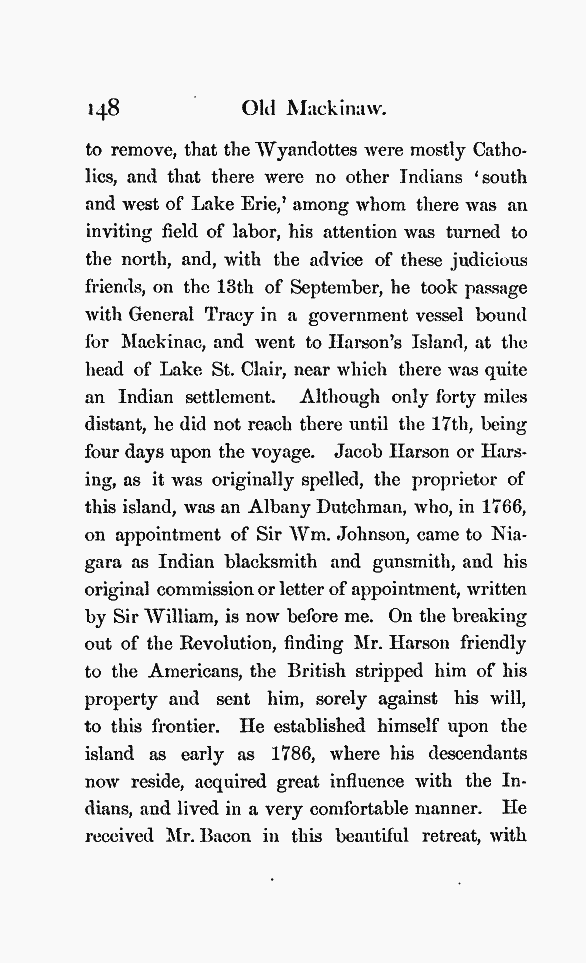 148 Old Mackinaw.
to remove, that the Wyandottes were mostly Catho-
lics, and that there were no other Indians ‘south
and west of Lake Erie,’ among whom there was an
inviting field of labor, his attention was turned to
the north, and, with the advice of these judicious
friends, on the 13th of September, he took passage
with General Tracy in a government vessel bound
for Mackinac, and went to Harson’s Island, at the
head of Lake St. Clair, near which there was quite
an Indian settlement. Although only forty miles
distant, he did not reach there until the 17th, being
four days upon the voyage. Jacob Harson or Hars-
ing, as it was originally spelled, the proprietor of
this island, was an Albany Dutchman, who, in 1766,
on appointment of Sir Wm. Johnson, came to Nia-
gara as Indian blacksmith and gunsmith, and his
original commission or letter of appointment, written
by Sir William, is now before me. On the breaking
out of the Revolution, finding Mr. Harson friendly
to the Americans, the British stripped him of his
property and sent him, sorely against his will,
to this frontier. He established himself upon the
island as early as 1786, where his descendants
now reside, acquired great influence with the In-
dians, and lived in a very comfortable manner. He
received Mr. Bacon in this beautiful retreat, with